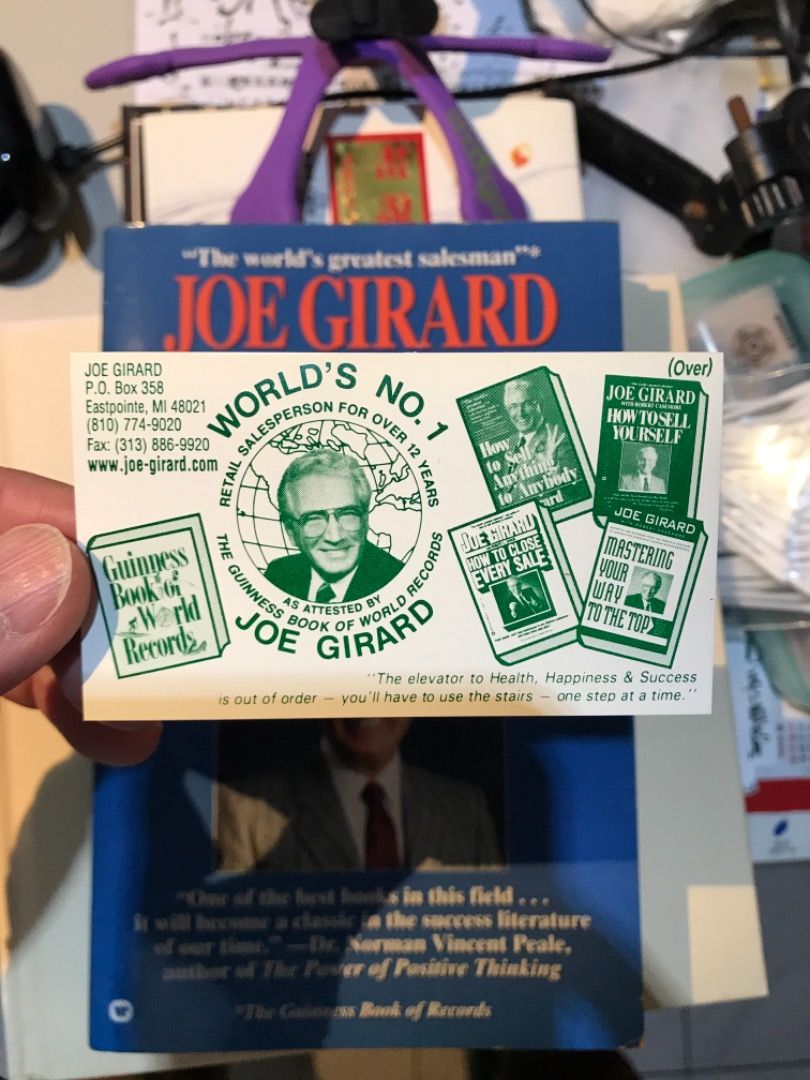 "The world's greatest salesman"*
JOE GIRARD
JOE GIRARD
P.O. Box 358
Eastpointe, MI 48021
(810) 774-9020
Fax: (313) 886-9920
www.joe-girard.com
WORLD'S NO. 1
RETAIL SALESPERSON FOR OVER 12 YEARS
AS ATTESTED BY
THE GUINNESS BOOK OF WORLD RECORDS
JOE GIRARD
Guinness
Book Of
World
Records
(Over)
How
to Sell
Anything
to Anybody
JOE GIRARD
WITH ROBERT CASEMORE
HOW TO SELL
YOURSELF
JOE GIRARD
HOW TO CLOSE
EVERY SALE
JOE GIRARD
MASTERING
YOUR
WAY
TO THE TOP
"The elevator to Health, Happiness & Success
is out of order – you'll have to use the stairs – one step at a time."
"One of the best books in this field . . .
It will become a classic in the success literature
of our time." —Dr. Norman Vincent Peale,
author of The Power of Positive Thinking
*The Guinness Book of Records